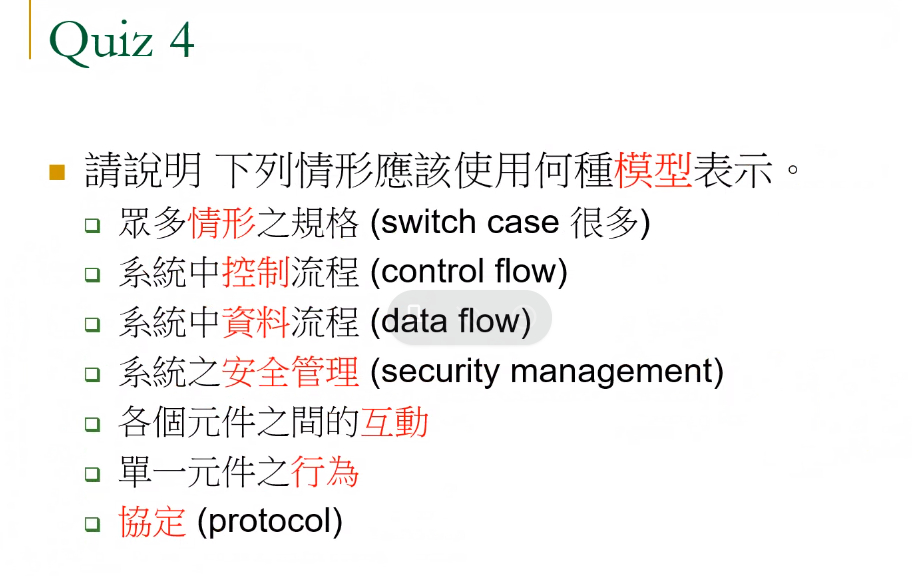 Quiz 4
請說明 下列情形應該使用何種模型表示。
眾多情形之規格 (switch case 很多)
系統中控制流程 (control flow)
系統中資料流程 (data flow)
系統之安全管理 (security management)
各個元件之間的互動
單一元件之行為
協定 (protocol)